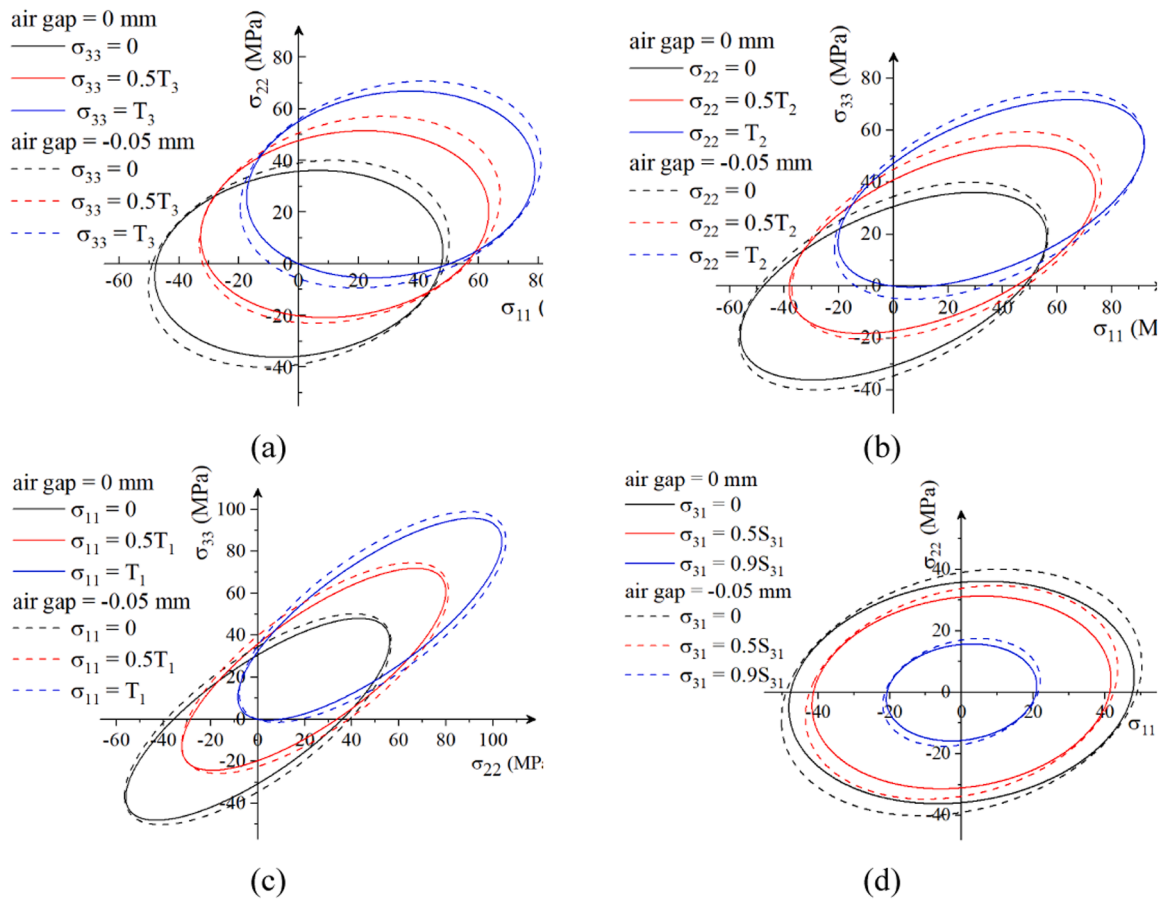 air gap = 0 mm
σ33 = 0
σ33 = 0.5T3
σ33 = T3
air gap = -0.05 mm
σ33 = 0
σ33 = 0.5T3
σ33 = T3
σ22 (MPa)
80
60
40
20
0
-20
-40
-60 -40 -20 0 20 40 60 80
σ11 (
(a)
air gap = 0 mm
σ22 = 0
σ22 = 0.5T2
σ22 = T2
air gap = -0.05 mm
σ22 = 0
σ22 = 0.5T2
σ22 = T2
σ33 (MPa)
80
60
40
20
0
-20
-40
-60 -40 -20 0 20 40 60 80
σ11 (M
(b)
air gap = 0 mm
σ11 = 0
σ11 = 0.5T1
σ11 = T1
air gap = -0.05 mm
σ11 = 0
σ11 = 0.5T1
σ11 = T1
σ33 (MPa)
100
80
60
40
20
0
-20
-40
-60 -40 -20 0 20 40 60 80 100
σ22 (MPa
(c)
air gap = 0 mm
σ31 = 0
σ31 = 0.5S31
σ31 = 0.9S31
air gap = -0.05 mm
σ31 = 0
σ31 = 0.5S31
σ31 = 0.9S31
σ22 (MPa)
40
20
0
-20
-40
-40 -20 0 20 40
σ11
(d)